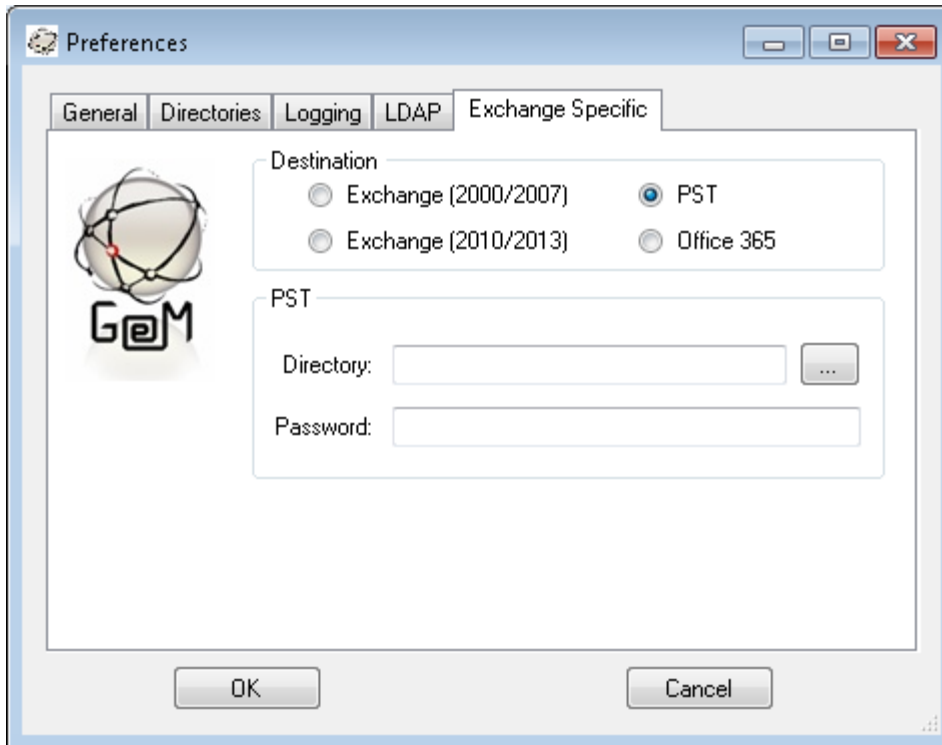 Preferences
General Directories Logging LDAP Exchange Specific
Destination
Exchange (2000/2007) PST
Exchange (2010/2013) Office 365
G@M
PST
Directory: ...
Password:
OK Cancel